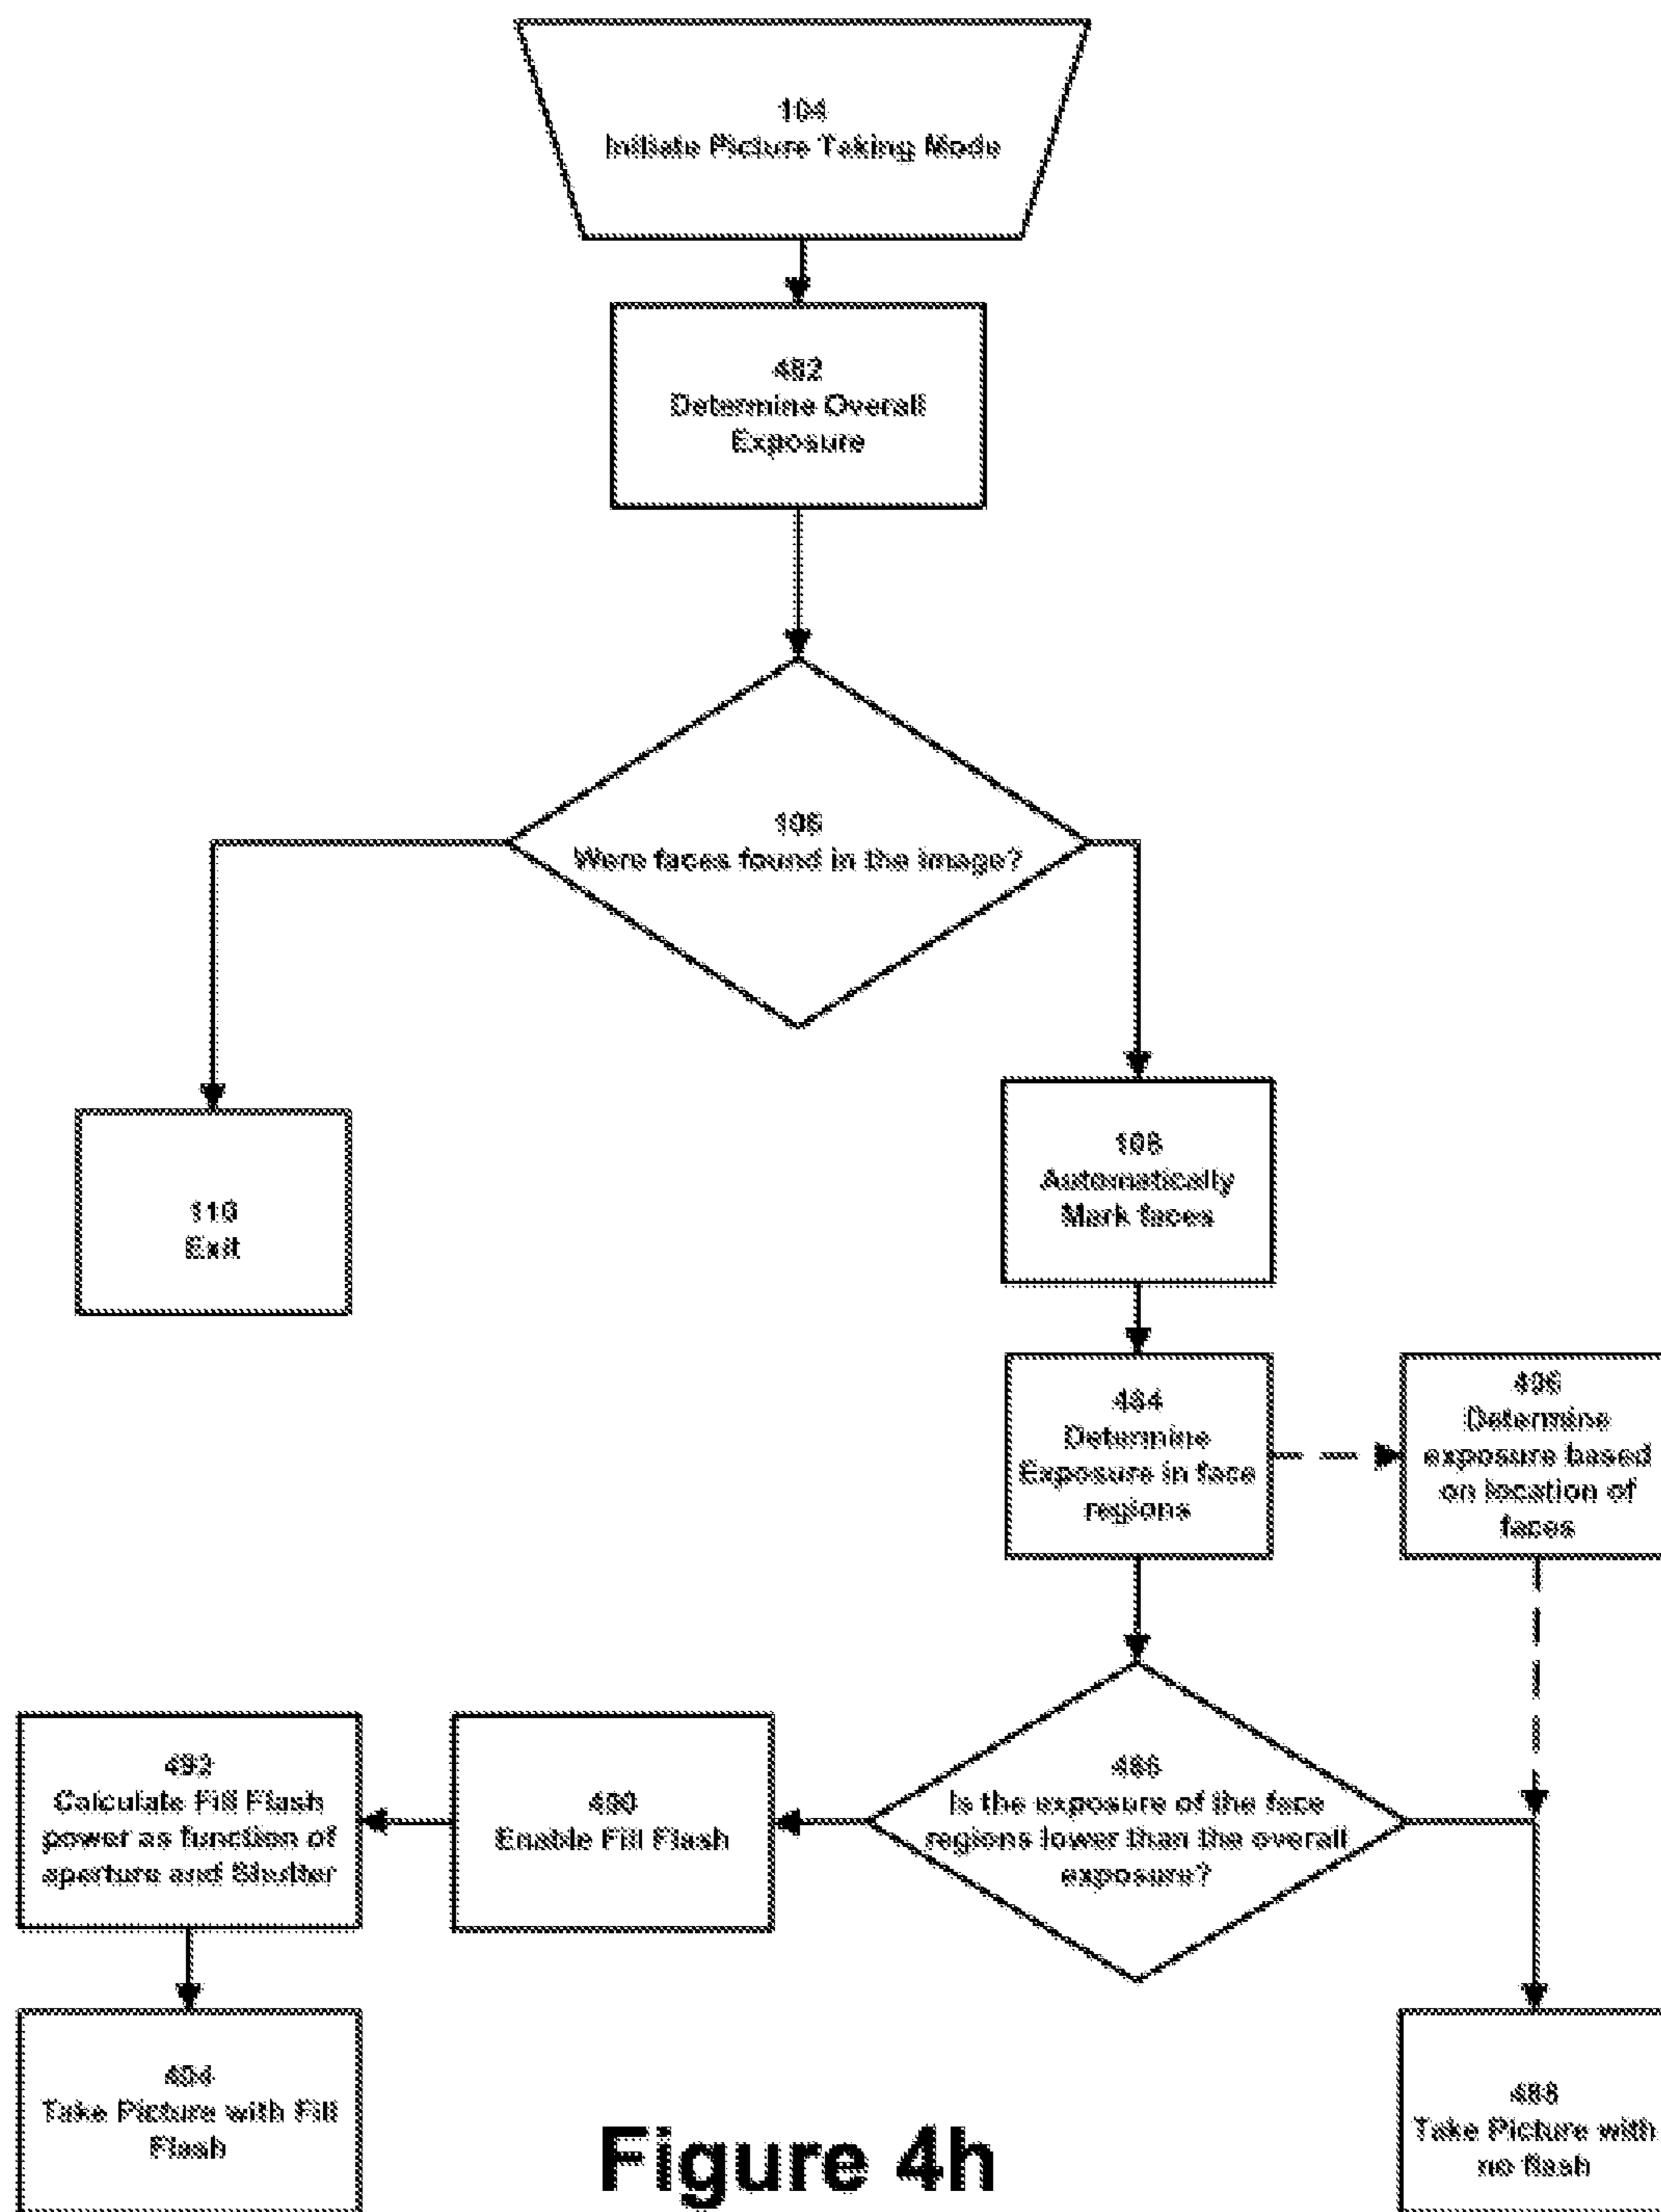 104
Initiate Picture Taking Mode
482
Determine Overall
Exposure
106
Were faces found in the image?
110
Exit
108
Automatically
Mark faces
484
Determine
Exposure in face
regions
496
Determine
exposure based
on location of
faces
486
Is the exposure of the face
regions lower than the overall
exposure?
490
Enable Fill Flash
492
Calculate Fill Flash
power as function of
aperture and Shutter
494
Take Picture with Fill
Flash
488
Take Picture with
no flash
Figure 4h